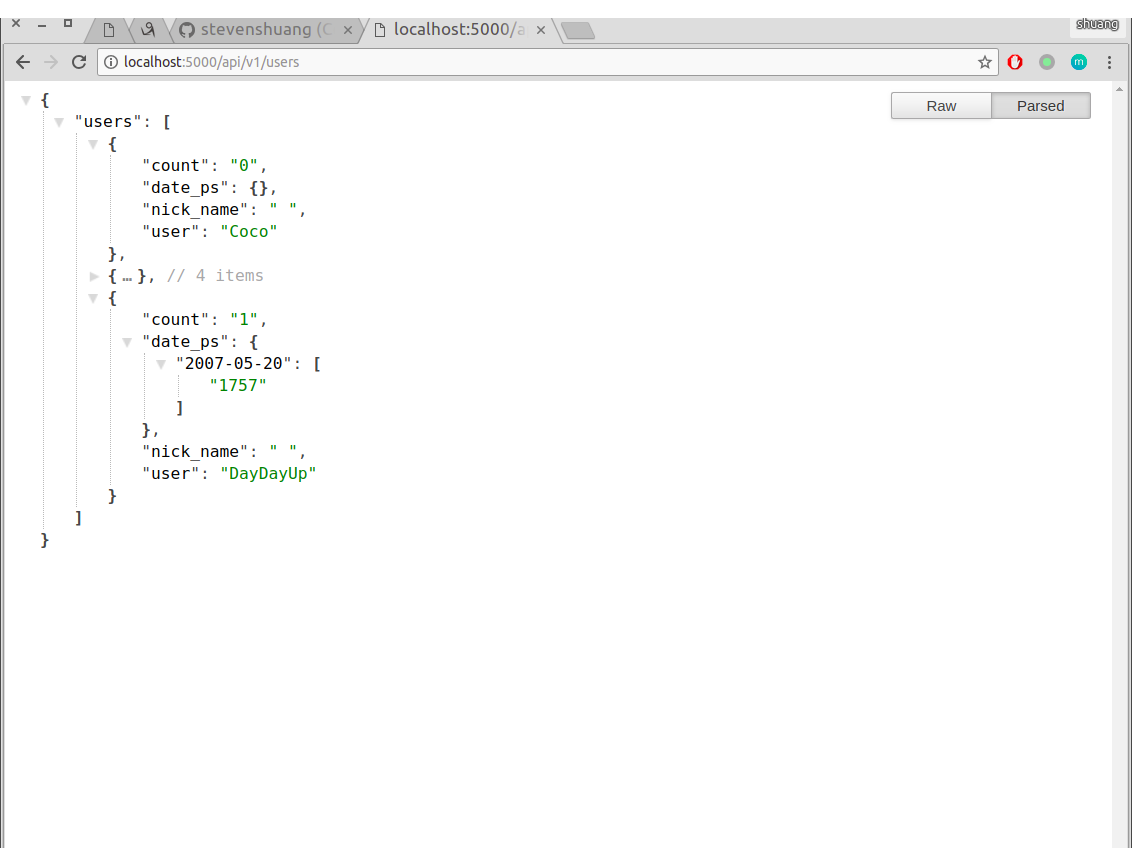 shuang
stevenshuang (C
localhost:5000/a
localhost:5000/api/v1/users
Raw
Parsed
{
"users": [
{
"count": "0",
"date_ps": {},
"nick_name": " ",
"user": "Coco"
},
{ … }, // 4 items
{
"count": "1",
"date_ps": {
"2007-05-20": [
"1757"
]
},
"nick_name": " ",
"user": "DayDayUp"
}
]
}